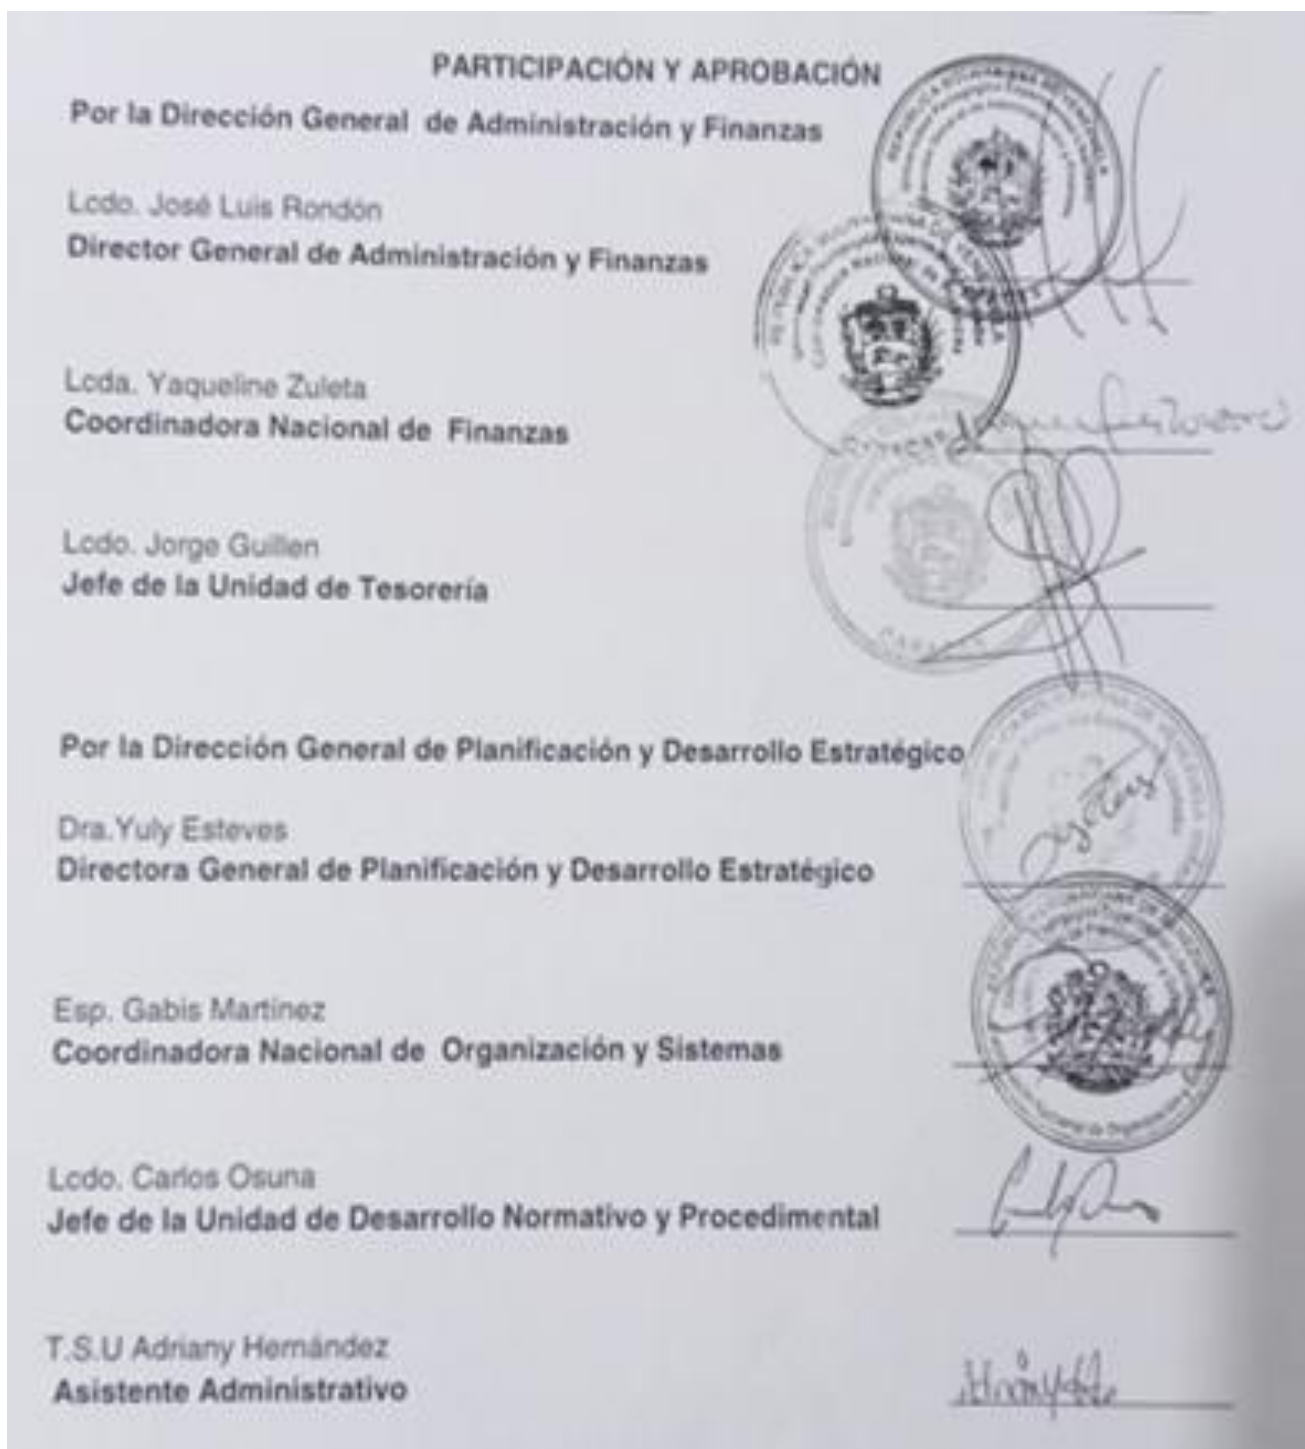 PARTICIPACIÓN Y APROBACIÓN
Por la Dirección General de Administración y Finanzas
Lcdo. José Luis Rondón
Director General de Administración y Finanzas
Lcda. Yaqueline Zuleta
Coordinadora Nacional de Finanzas
Lcdo. Jorge Guillen
Jefe de la Unidad de Tesorería
Por la Dirección General de Planificación y Desarrollo Estratégico
Dra.Yuly Esteves
Directora General de Planificación y Desarrollo Estratégico
Esp. Gabis Martínez
Coordinadora Nacional de Organización y Sistemas
Lcdo. Carlos Osuna
Jefe de la Unidad de Desarrollo Normativo y Procedimental
T.S.U Adriany Hernández
Asistente Administrativo